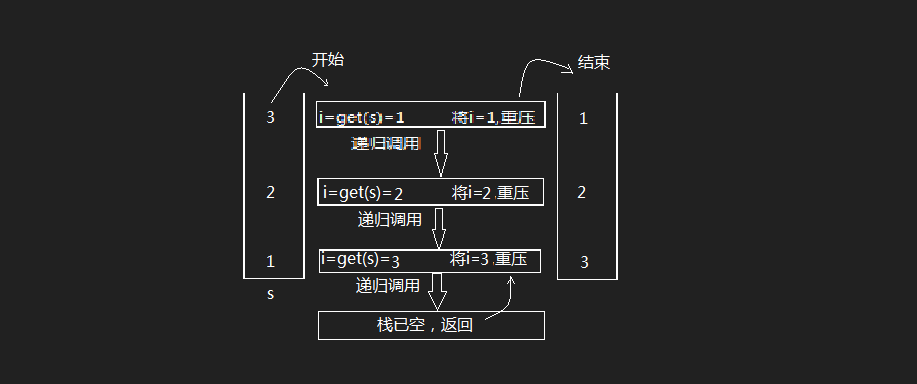 开始
结束
3
i=get(s)i=1 将i=1,重压
1
递归调用
2
i=get(s)=2 将i=2 ,重压
2
递归调用
1
i=get(s)=3 将i=3 ,重压
3
递归调用
s
栈已空，返回